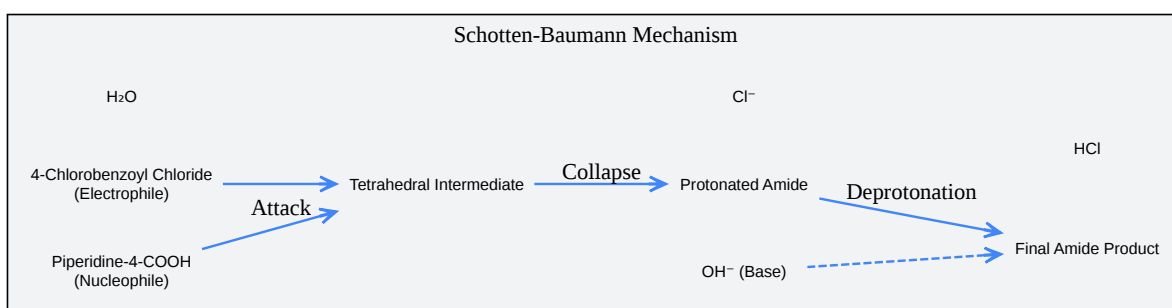 Schotten-Baumann Mechanism
H₂O
Cl⁻
HCl
4-Chlorobenzoyl Chloride
(Electrophile)
Tetrahedral Intermediate
Collapse
Protonated Amide
Deprotonation
Attack
Piperidine-4-COOH
(Nucleophile)
OH⁻ (Base)
Final Amide Product